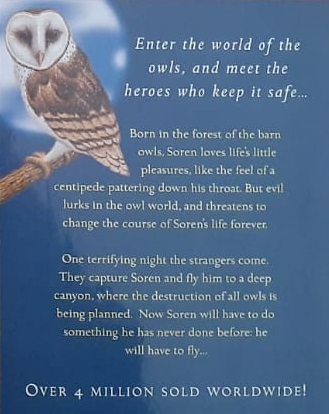 Enter the world of the
owls, and meet the
heroes who keep it safe...
Born in the forest of the barn
owls, Soren loves life's little
pleasures, like the feel of a
centipede pattering down his throat. But evil
lurks in the owl world, and threatens to
change the course of Soren's life forever.
One terrifying night the strangers come.
They capture Soren and fly him to a deep
canyon, where the destruction of all owls is
being planned. Now Soren will have to do
something he has never done before: he
will have to fly...
OVER 4 MILLION SOLD WORLDWIDE!